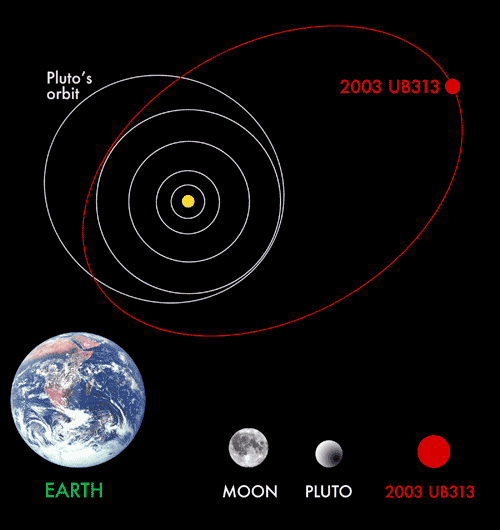 Pluto's
orbit
2003 UB313
EARTH
MOON
PLUTO
2003 UB313